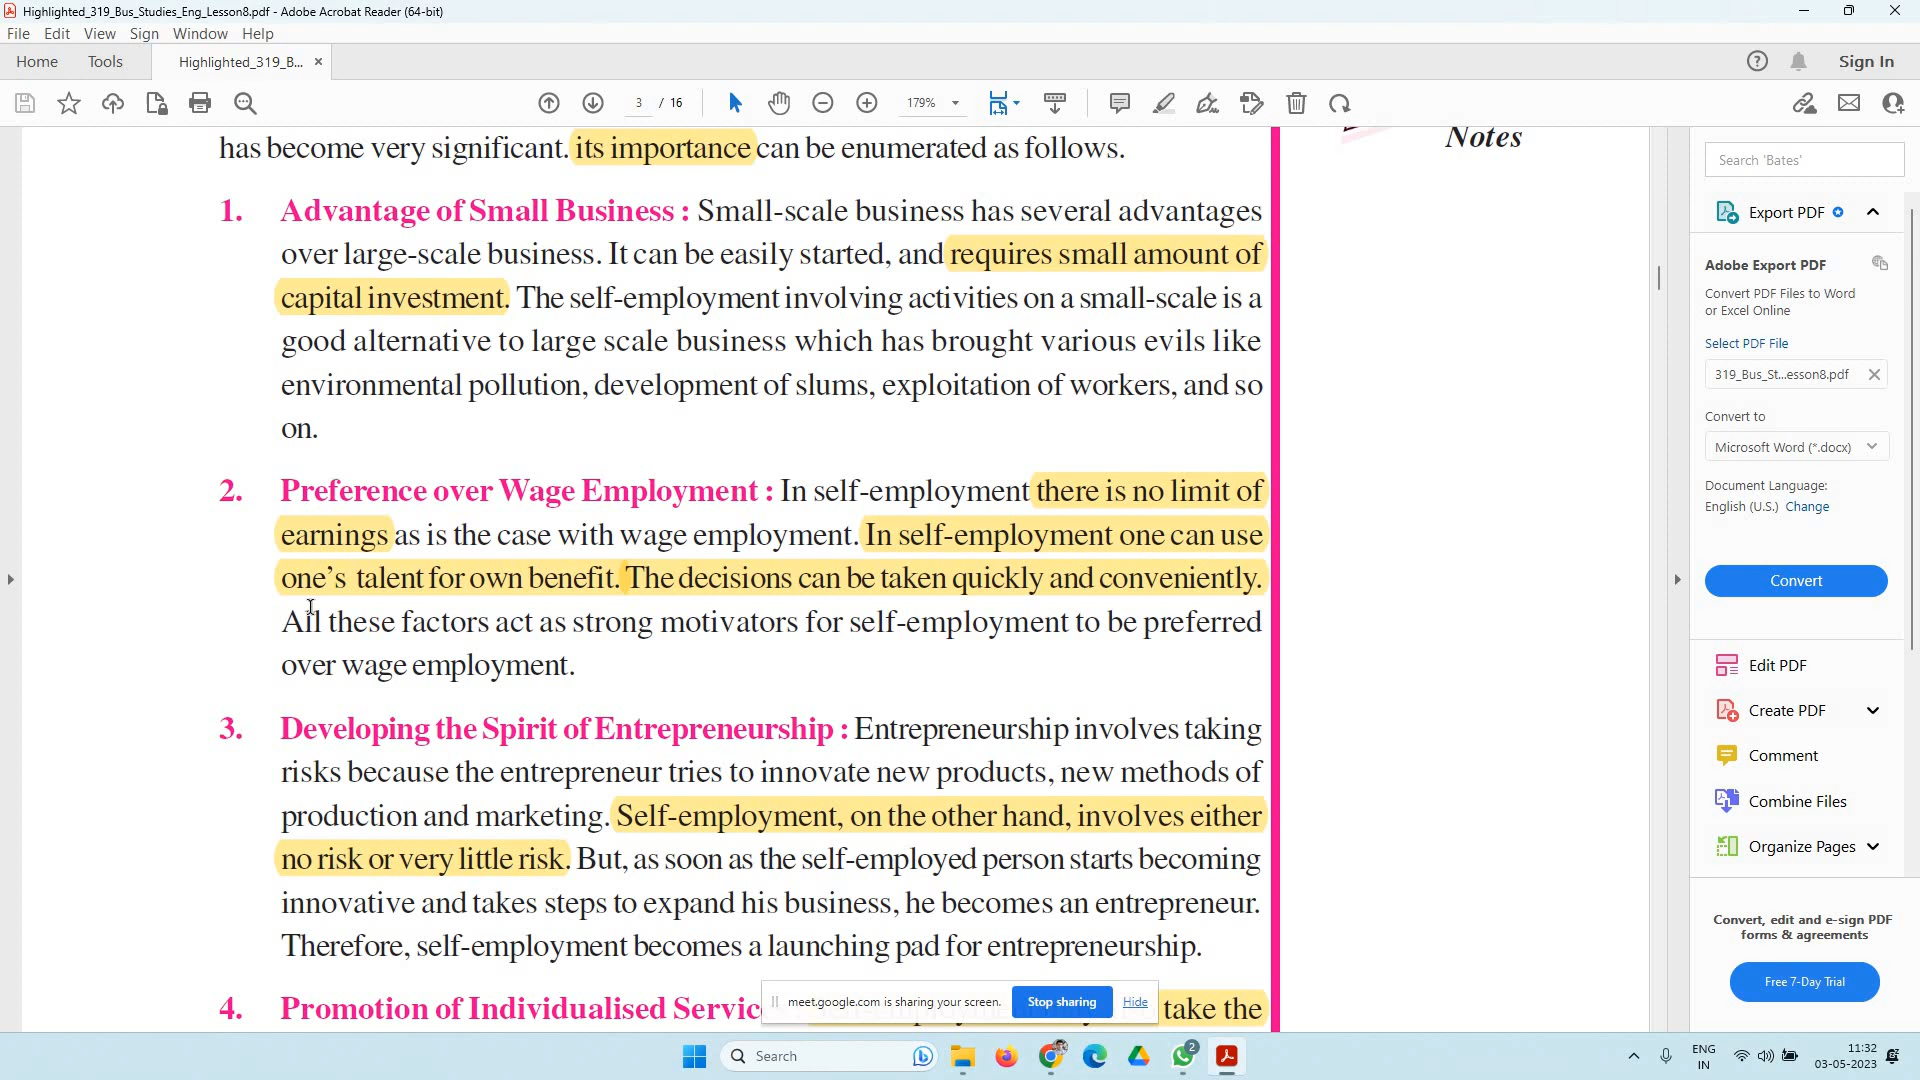 Highlighted_319_Bus_Studies_Eng_Lesson8.pdf - Adobe Acrobat Reader (64-bit)
File Edit View Sign Window Help
Home Tools Highlighted_319_B... × Sign In
3 / 16 179%
has become very significant. its importance can be enumerated as follows.
Notes
1. Advantage of Small Business : Small-scale business has several advantages
over large-scale business. It can be easily started, and requires small amount of
capital investment. The self-employment involving activities on a small-scale is a
good alternative to large scale business which has brought various evils like
environmental pollution, development of slums, exploitation of workers, and so
on.
2. Preference over Wage Employment : In self-employment there is no limit of
earnings as is the case with wage employment. In self-employment one can use
one's talent for own benefit. The decisions can be taken quickly and conveniently.
All these factors act as strong motivators for self-employment to be preferred
over wage employment.
3. Developing the Spirit of Entrepreneurship : Entrepreneurship involves taking
risks because the entrepreneur tries to innovate new products, new methods of
production and marketing. Self-employment, on the other hand, involves either
no risk or very little risk. But, as soon as the self-employed person starts becoming
innovative and takes steps to expand his business, he becomes an entrepreneur.
Therefore, self-employment becomes a launching pad for entrepreneurship.
4. Promotion of Individualised Servic take the
meet.google.com is sharing your screen. Stop sharing Hide
Search 'Bates'
Export PDF
Adobe Export PDF
Convert PDF Files to Word
or Excel Online
Select PDF File
319_Bus_St...esson8.pdf
Convert to
Microsoft Word (*.docx)
Document Language:
English (U.S.) Change
Convert
Edit PDF
Create PDF
Comment
Combine Files
Organize Pages
Convert, edit and e-sign PDF
forms & agreements
Free 7-Day Trial
Search
2
ENG
IN
11:32
03-05-2023